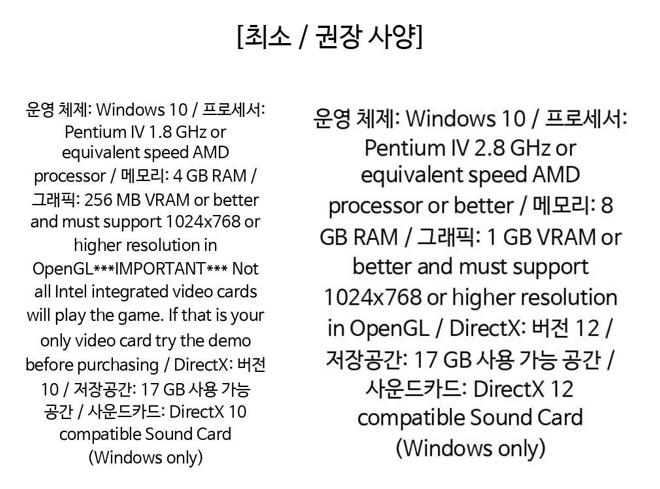 [최소 / 권장 사양]
운영 체제: Windows 10 / 프로세서:
Pentium IV 1.8 GHz or
equivalent speed AMD
processor / 메모리: 4 GB RAM /
그래픽: 256 MB VRAM or better
and must support 1024x768 or
higher resolution in
OpenGL***IMPORTANT*** Not
all Intel integrated video cards
will play the game. If that is your
only video card try the demo
before purchasing / DirectX: 버전
10 / 저장공간: 17 GB 사용 가능
공간 / 사운드카드: DirectX 10
compatible Sound Card
(Windows only)
운영 체제: Windows 10 / 프로세서:
Pentium IV 2.8 GHz or
equivalent speed AMD
processor or better / 메모리: 8
GB RAM / 그래픽: 1 GB VRAM or
better and must support
1024x768 or higher resolution
in OpenGL / DirectX: 버전 12 /
저장공간: 17 GB 사용 가능 공간 /
사운드카드: DirectX 12
compatible Sound Card
(Windows only)